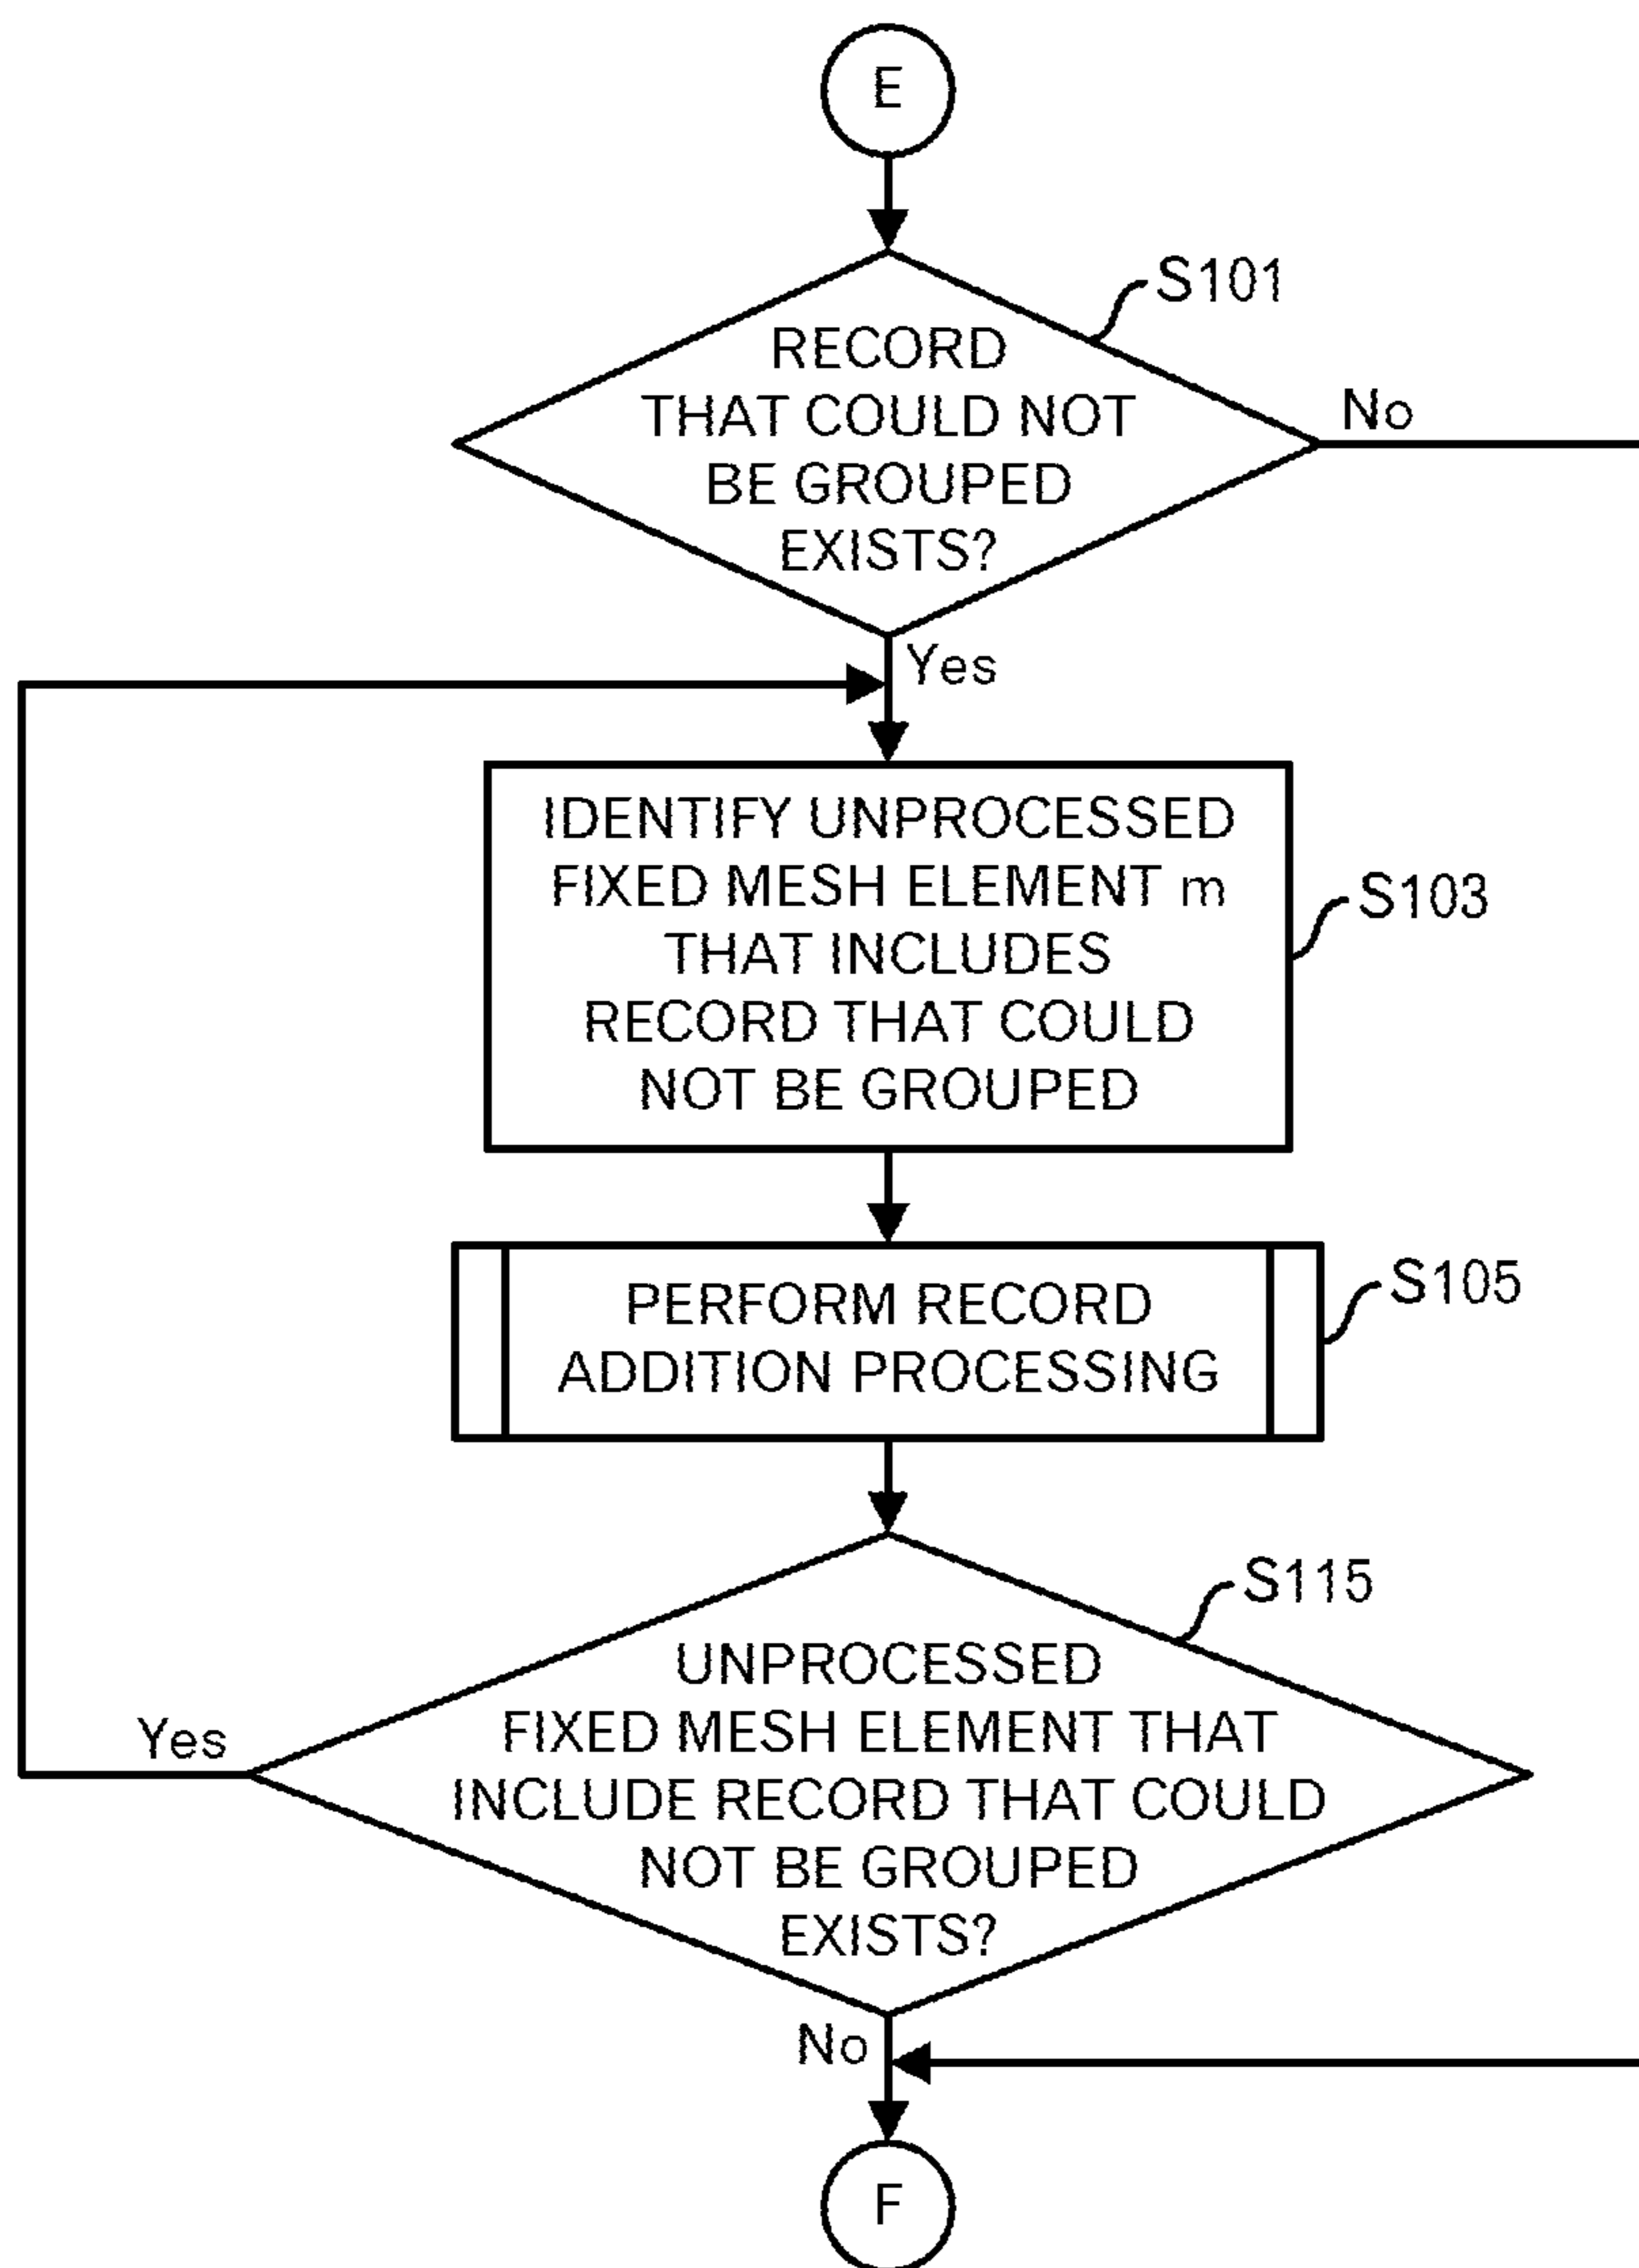 E
S101
RECORD
THAT COULD NOT
BE GROUPED
EXISTS?
No
Yes
IDENTIFY UNPROCESSED
FIXED MESH ELEMENT m
THAT INCLUDES
RECORD THAT COULD
NOT BE GROUPED
S103
PERFORM RECORD
ADDITION PROCESSING
S105
S115
UNPROCESSED
FIXED MESH ELEMENT THAT
INCLUDE RECORD THAT COULD
NOT BE GROUPED
EXISTS?
Yes
No
F